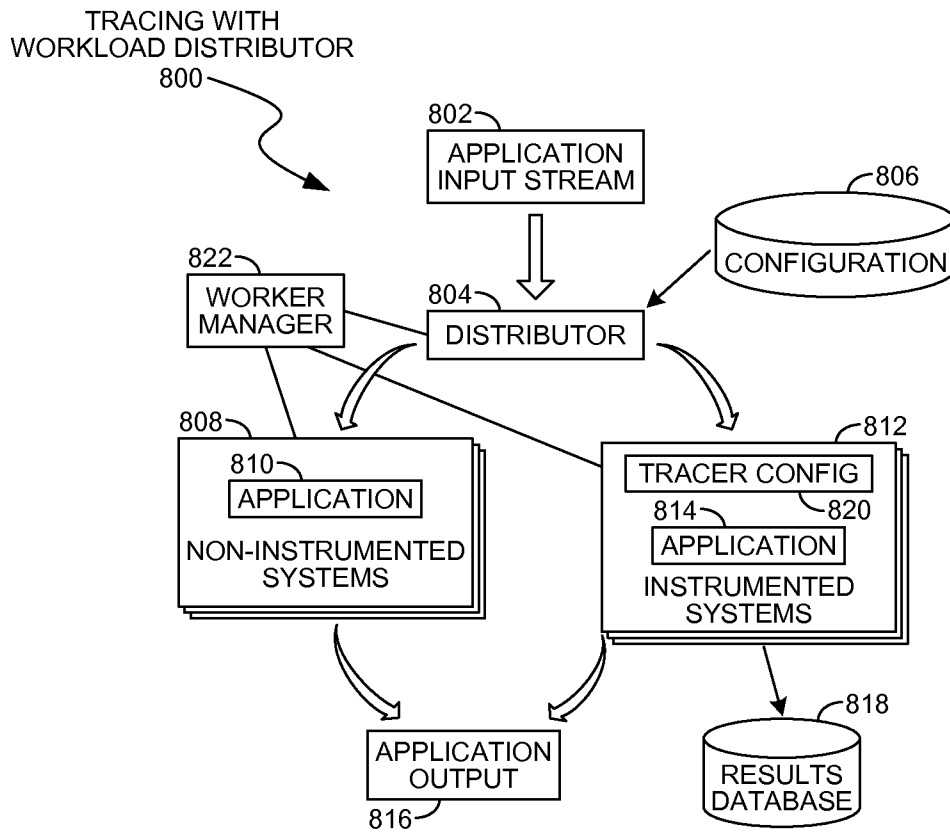 TRACING WITH
WORKLOAD DISTRIBUTOR
800
802
APPLICATION
INPUT STREAM
806
CONFIGURATION
822
WORKER
MANAGER
804
DISTRIBUTOR
808
810
APPLICATION
NON-INSTRUMENTED
SYSTEMS
812
TRACER CONFIG
820
814
APPLICATION
INSTRUMENTED
SYSTEMS
APPLICATION
OUTPUT
816
818
RESULTS
DATABASE